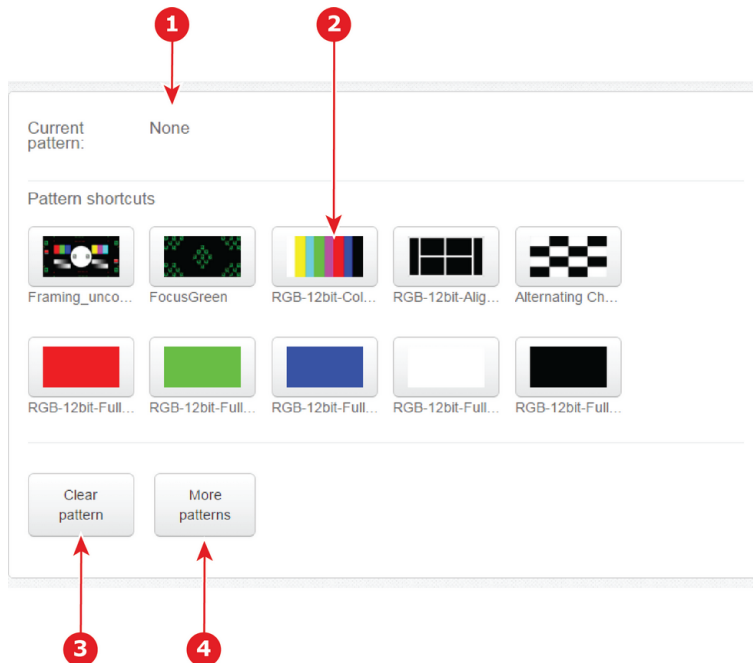 1 2
Current
pattern:
None
Pattern shortcuts
Framing_unco... FocusGreen RGB-12bit-Col... RGB-12bit-Alig... Alternating Ch...
RGB-12bit-Full... RGB-12bit-Full... RGB-12bit-Full... RGB-12bit-Full... RGB-12bit-Full...
Clear
pattern
More
patterns
3 4